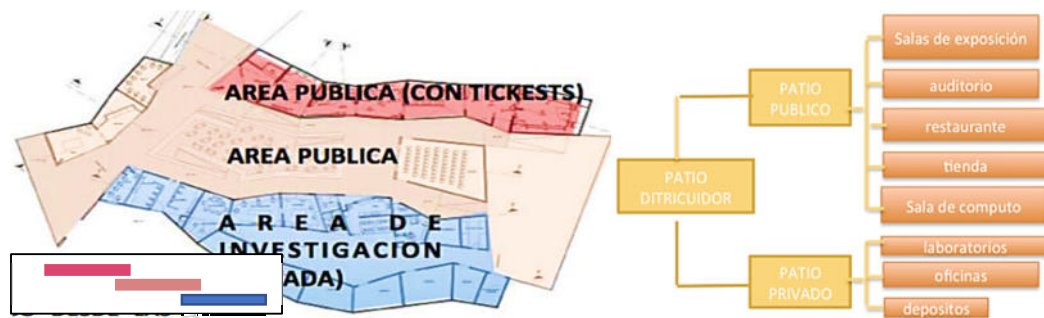 AREA PUBLICA (CON TICKESTS)
AREA PUBLICA
A R E A D E
INVESTIGACION
ADA)
PATIO
DITRICUIDOR
PATIO
PUBLICO
Salas de exposición
auditorio
restaurante
tienda
Sala de computo
PATIO
PRIVADO
laboratorios
oficinas
depositos